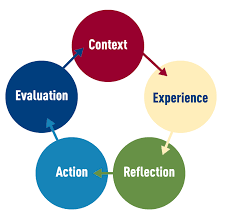 Context
Experience
Reflection
Action
Evaluation